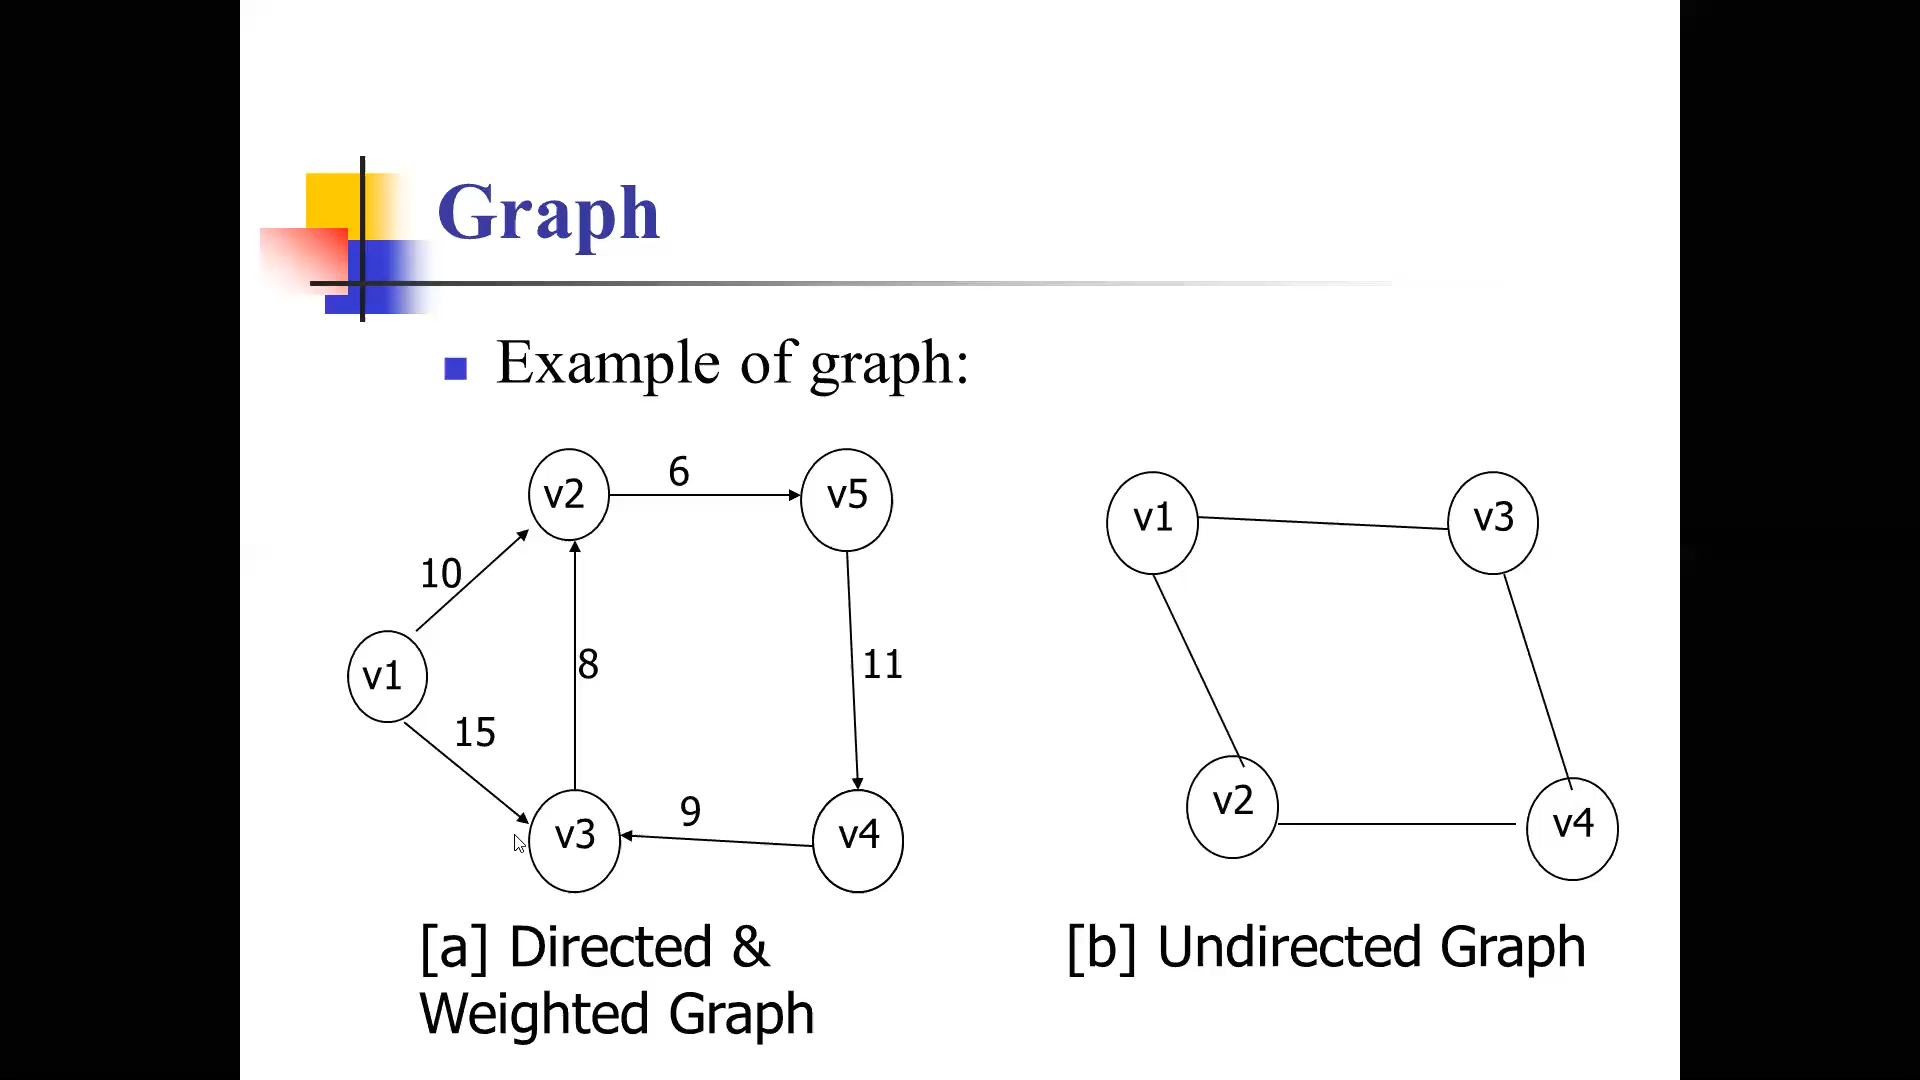 Graph
Example of graph:
v2
6
v5
v1
v3
10
8
11
v1
15
9
v3
v4
v2
v4
[a] Directed &
Weighted Graph
[b] Undirected Graph